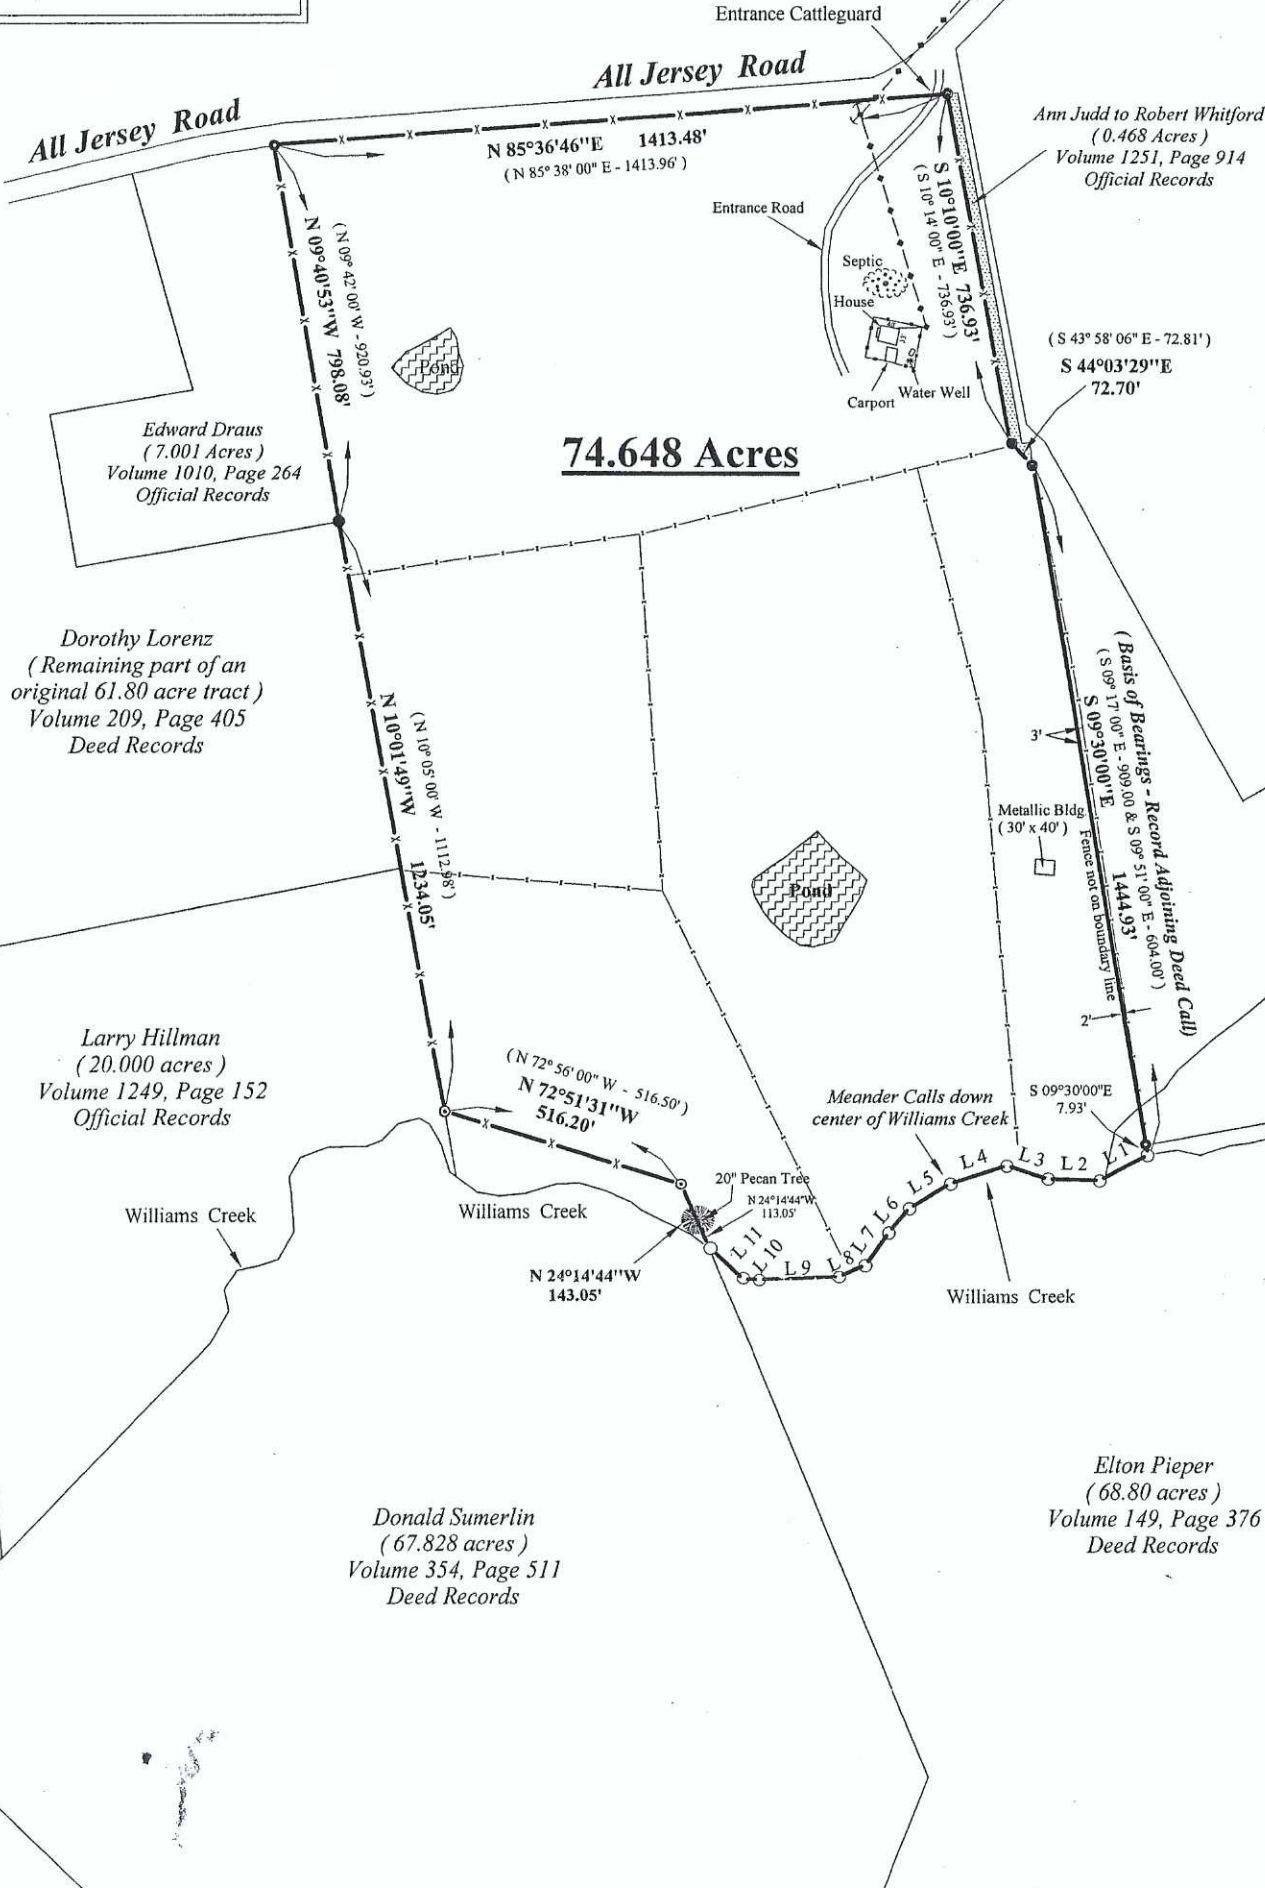 Entrance Cattleguard
All Jersey Road
All Jersey Road
N 85°36'46"E 1413.48'
( N 85° 38' 00" E - 1413.96' )
Ann Judd to Robert Whitford
( 0.468 Acres )
Volume 1251, Page 914
Official Records
Entrance Road
S 10°10'00"E 736.93'
( S 10° 14' 00" E - 736.93' )
( N 09° 42' 00" W - 920.93' )
N 09°40'53"W 798.08'
Septic
House
Pond
Carport
Water Well
( S 43° 58' 06" E - 72.81' )
S 44°03'29"E
72.70'
Edward Draus
( 7.001 Acres )
Volume 1010, Page 264
Official Records
74.648 Acres
Dorothy Lorenz
( Remaining part of an
original 61.80 acre tract )
Volume 209, Page 405
Deed Records
( N 10° 05' 00" W - 1112.98' )
N 10°01'49"W 1234.05'
( Basis of Bearings - Record Adjoining Deed Call)
( S 09° 17' 00" E - 909.00 & S 09° 51' 00" E - 604.00' )
S 09°30'00"E 1444.93'
Fence not on boundary line
3'
Metallic Bldg.
( 30' x 40' )
Pond
2'
Larry Hillman
( 20.000 acres )
Volume 1249, Page 152
Official Records
( N 72° 56' 00" W - 516.50' )
N 72°51'31"W
516.20'
Meander Calls down
center of Williams Creek
S 09°30'00"E
7.93'
L1
L2
L3
L4
L5
L6
L7
L8
L9
L10
L11
20" Pecan Tree
N 24°14'44"W
113.05'
Williams Creek
Williams Creek
N 24°14'44"W
143.05'
Williams Creek
Elton Pieper
( 68.80 acres )
Volume 149, Page 376
Deed Records
Donald Sumerlin
( 67.828 acres )
Volume 354, Page 511
Deed Records